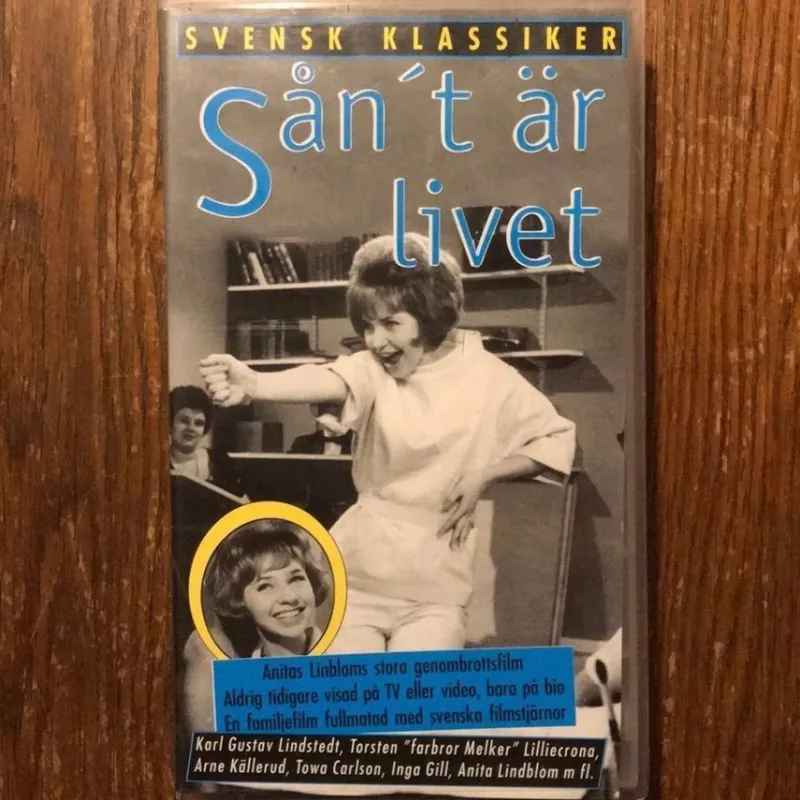 SVENSK KLASSIKER
Sån´t är
livet
Anitas Linbloms stora genombrottsfilm
Aldrig tidigare visad på TV eller video, bara på bio
En familjefilm fullmatad med svenska filmstjärnor
Karl Gustav Lindstedt, Torsten "farbror Melker" Lilliecrona,
Arne Källerud, Towa Carlson, Inga Gill, Anita Lindblom m fl.